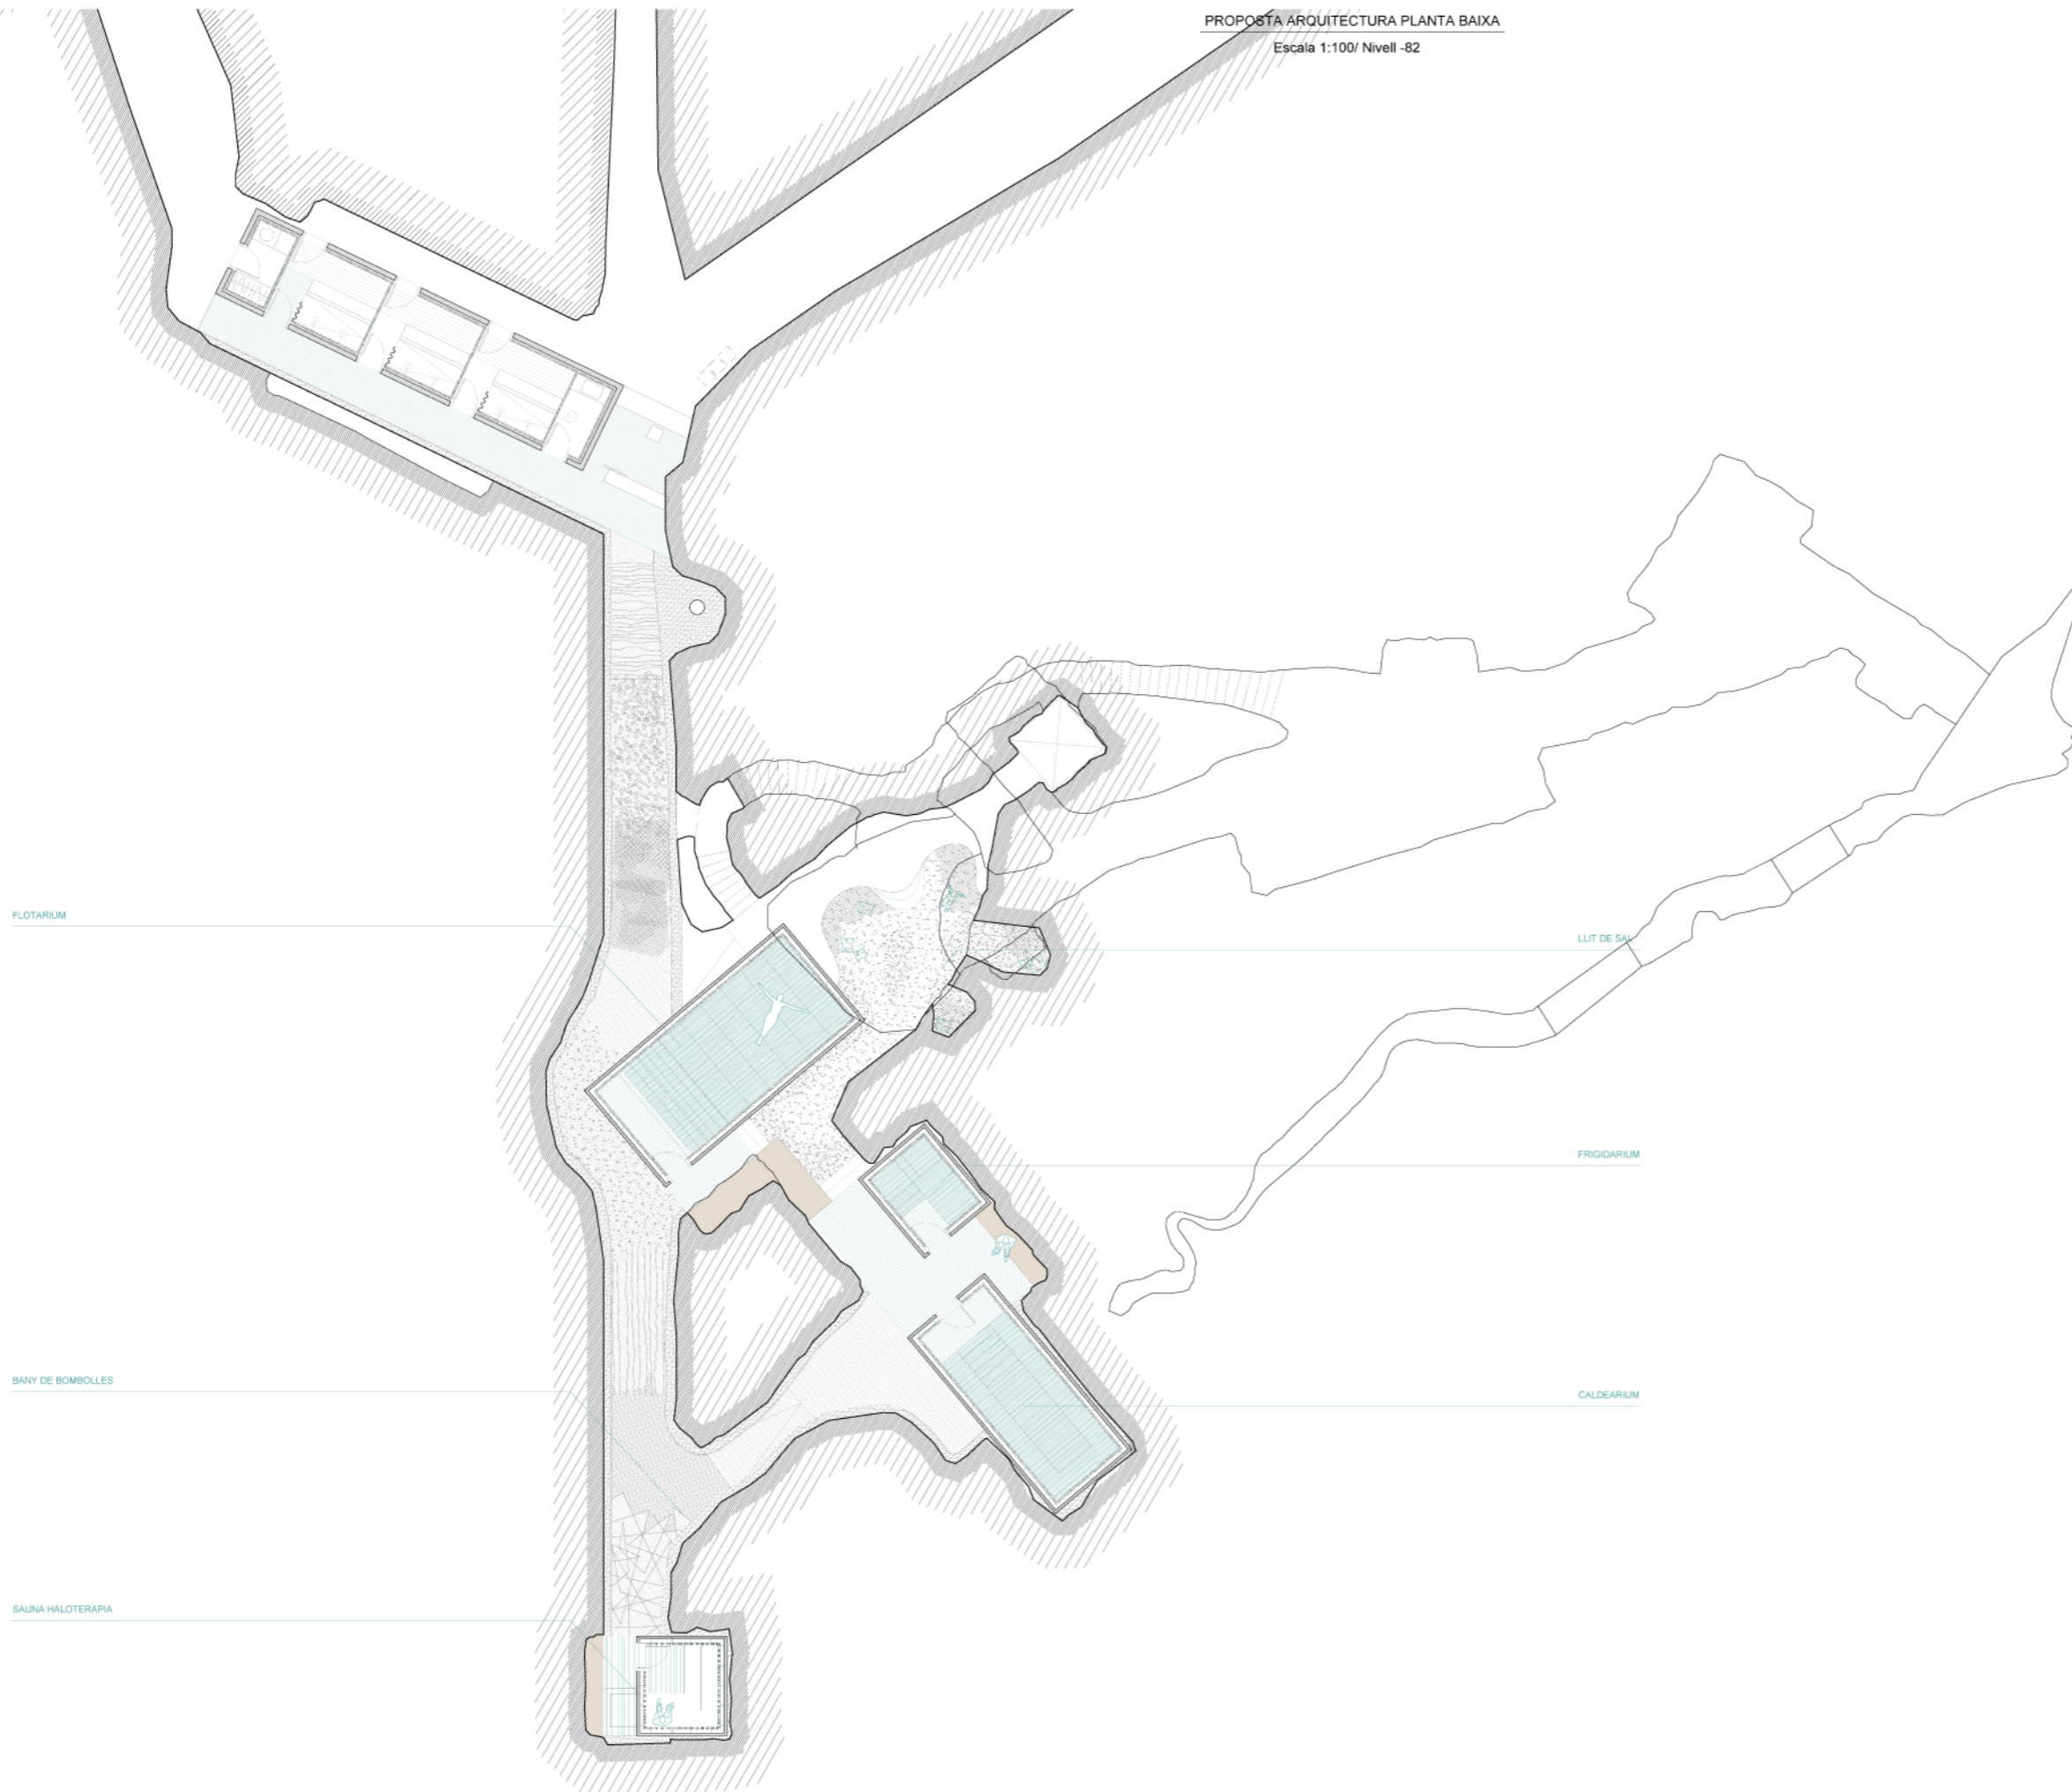 PROPOSTA ARQUITECTURA PLANTA BAIXA
Escala 1:100/ Nivell -82
FLOTARIUM
LLIT DE SAL
FRIGIDARIUM
BANY DE BOMBOLLES
CALDEARIUM
SAUNA HALOTERAPIA